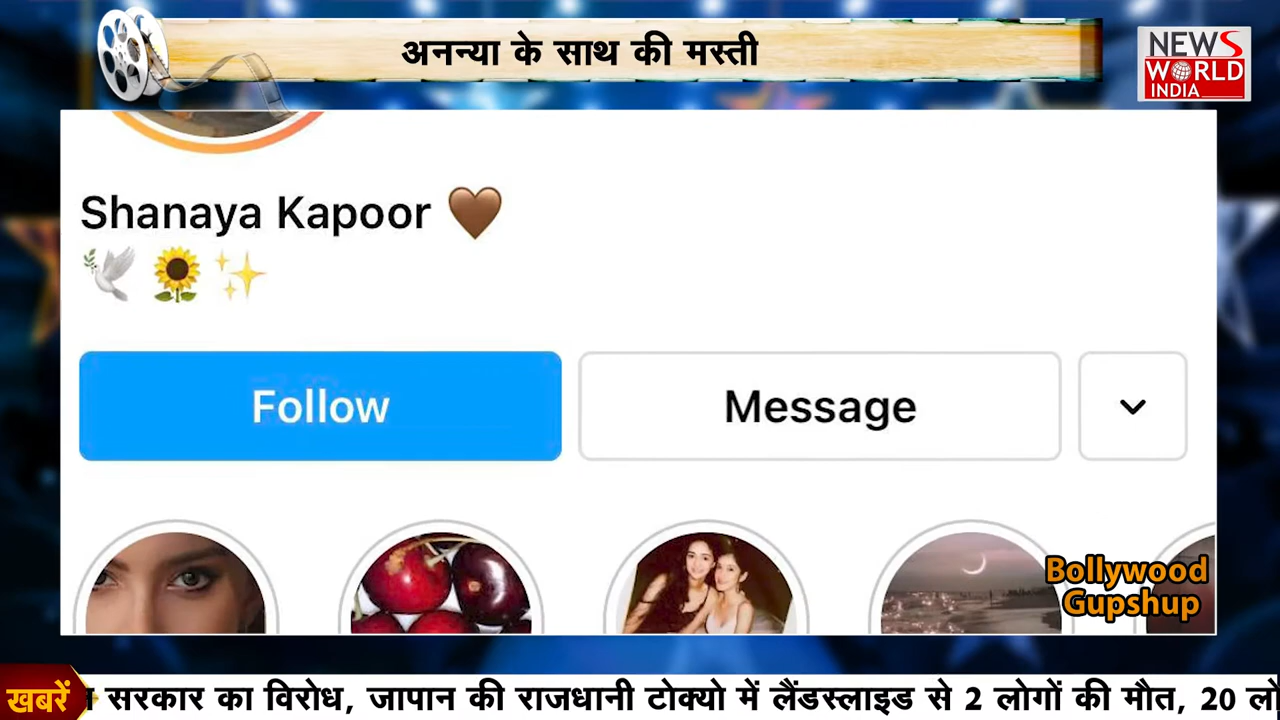 अनन्या के साथ की मस्ती
NEWS
WORLD
INDIA
Shanaya Kapoor 🤎
🕊️ 🌻 ✨
Follow
Message
Bollywood
Gupshup
खबरें
सरकार का विरोध, जापान की राजधानी टोक्यो में लैंडस्लाइड से 2 लोगों की मौत, 20